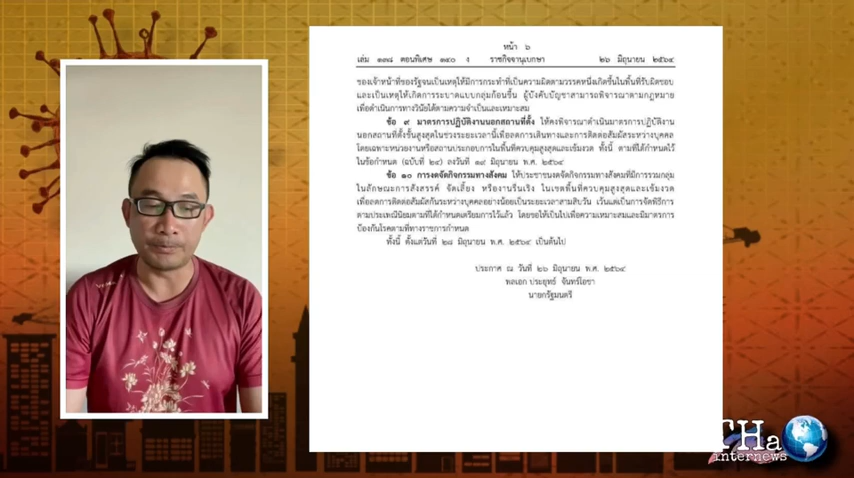 หน้า ๖
เล่ม ๑๓๘ ตอนพิเศษ ๑๔๐ ง ราชกิจจานุเบกษา ๒๖ มิถุนายน ๒๕๖๔
ของเจ้าหน้าที่ของรัฐจนเป็นเหตุให้มีการกระทำที่เป็นความผิดตามวรรคหนึ่งเกิดขึ้นในพื้นที่รับผิดชอบ
และเป็นเหตุให้เกิดการระบาดแบบกลุ่มก้อนขึ้น ผู้บังคับบัญชาสามารถพิจารณาตามกฎหมาย
เพื่อดำเนินการทางวินัยได้ตามความจำเป็นและเหมาะสม
ข้อ ๙ มาตรการปฏิบัติงานนอกสถานที่ตั้ง ให้คงพิจารณาดำเนินมาตรการปฏิบัติงาน
นอกสถานที่ตั้งขั้นสูงสุดในช่วงระยะเวลานี้เพื่อลดการเดินทางและการติดต่อสัมผัสระหว่างบุคคล
โดยเฉพาะหน่วยงานหรือสถานประกอบการในพื้นที่ควบคุมสูงสุดและเข้มงวด ทั้งนี้ ตามที่ได้กำหนดไว้
ในข้อกำหนด (ฉบับที่ ๒๔) ลงวันที่ ๑๙ มิถุนายน พ.ศ. ๒๕๖๔
ข้อ ๑๐ การงดจัดกิจกรรมทางสังคม ให้ประชาชนงดจัดกิจกรรมทางสังคมที่มีการรวมกลุ่ม
ในลักษณะการสังสรรค์ จัดเลี้ยง หรืองานรื่นเริง ในเขตพื้นที่ควบคุมสูงสุดและเข้มงวด
เพื่อลดการติดต่อสัมผัสระหว่างบุคคลอย่างน้อยเป็นระยะเวลาสามสิบวัน เว้นแต่เป็นการจัดพิธีการ
ตามประเพณีนิยมตามที่ได้กำหนดเตรียมการไว้แล้ว โดยขอให้เป็นไปเพื่อความเหมาะสมและมีมาตรการ
ป้องกันโรคตามที่ทางราชการกำหนด
ทั้งนี้ ตั้งแต่วันที่ ๒๘ มิถุนายน พ.ศ. ๒๕๖๔ เป็นต้นไป
ประกาศ ณ วันที่ ๒๖ มิถุนายน พ.ศ. ๒๕๖๔
พลเอก ประยุทธ์ จันทร์โอชา
นายกรัฐมนตรี
CHa
internews